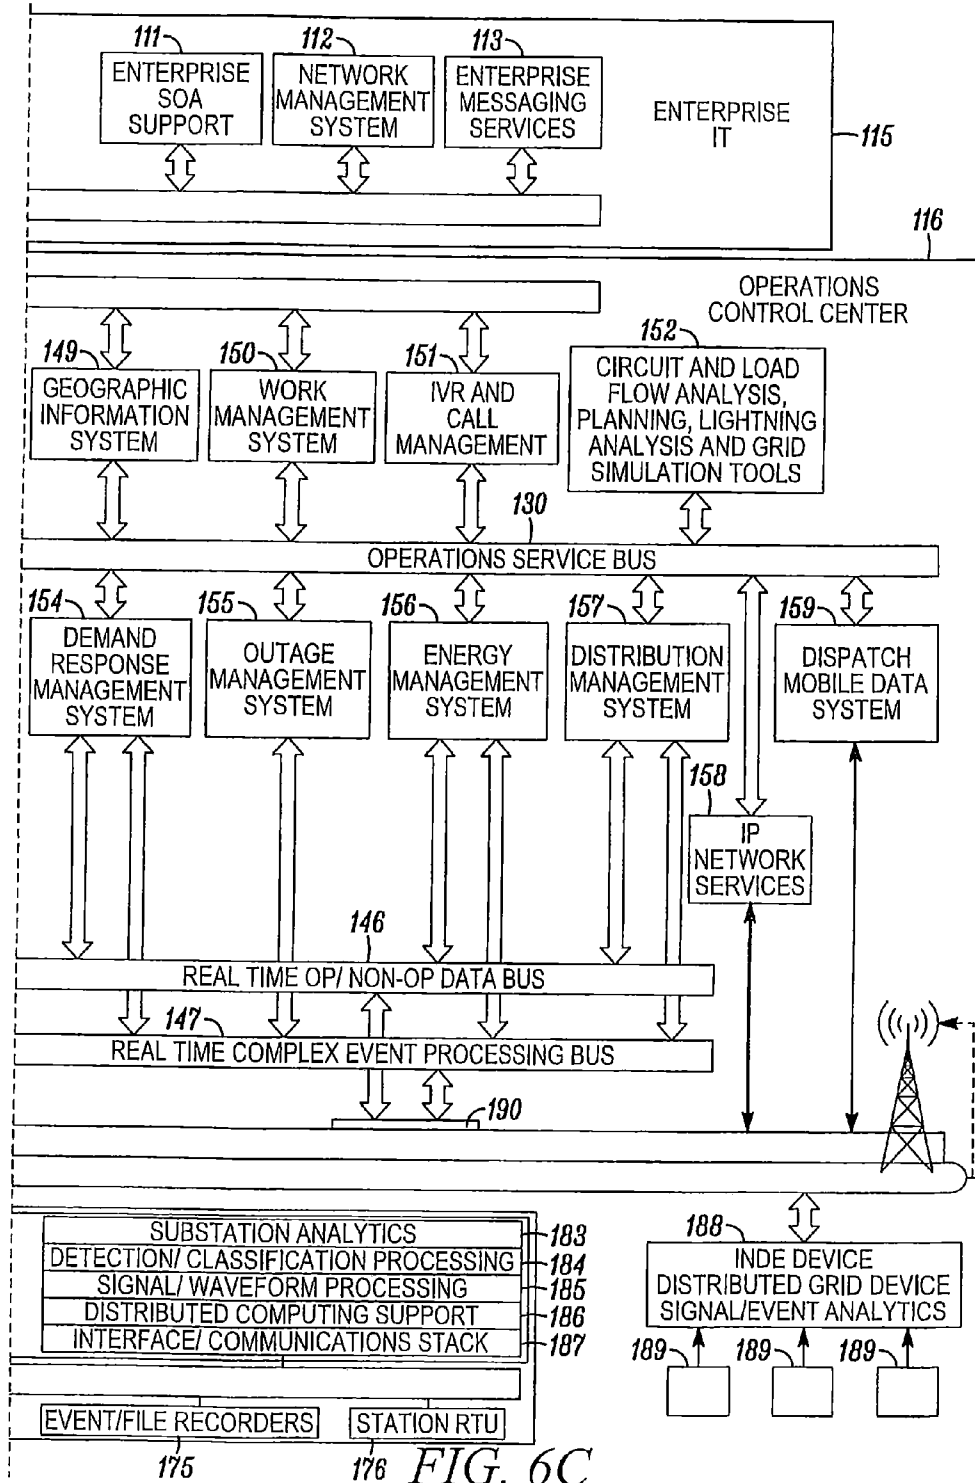 111
112
113
ENTERPRISE
SOA
SUPPORT
NETWORK
MANAGEMENT
SYSTEM
ENTERPRISE
MESSAGING
SERVICES
ENTERPRISE
IT
115
116
OPERATIONS
CONTROL CENTER
149
150
151
152
GEOGRAPHIC
INFORMATION
SYSTEM
WORK
MANAGEMENT
SYSTEM
IVR AND
CALL
MANAGEMENT
CIRCUIT AND LOAD
FLOW ANALYSIS,
PLANNING, LIGHTNING
ANALYSIS AND GRID
SIMULATION TOOLS
130
OPERATIONS SERVICE BUS
154
155
156
157
159
DEMAND
RESPONSE
MANAGEMENT
SYSTEM
OUTAGE
MANAGEMENT
SYSTEM
ENERGY
MANAGEMENT
SYSTEM
DISTRIBUTION
MANAGEMENT
SYSTEM
DISPATCH
MOBILE DATA
SYSTEM
158
IP
NETWORK
SERVICES
146
REAL TIME OP/ NON-OP DATA BUS
147
REAL TIME COMPLEX EVENT PROCESSING BUS
190
SUBSTATION ANALYTICS
183
DETECTION/ CLASSIFICATION PROCESSING
184
SIGNAL/ WAVEFORM PROCESSING
185
DISTRIBUTED COMPUTING SUPPORT
186
INTERFACE/ COMMUNICATIONS STACK
187
188
INDE DEVICE
DISTRIBUTED GRID DEVICE
SIGNAL/EVENT ANALYTICS
189
189
189
EVENT/FILE RECORDERS
STATION RTU
175
176
FIG. 6C